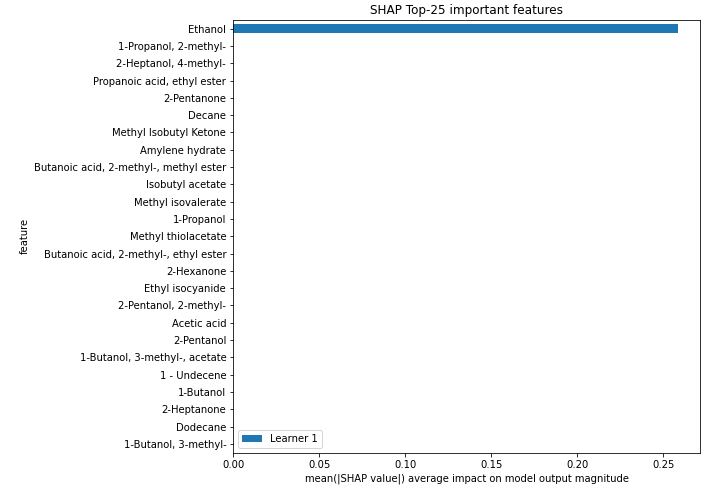 SHAP Top-25 important features
Ethanol
1-Propanol, 2-methyl-
2-Heptanol, 4-methyl-
Propanoic acid, ethyl ester
2-Pentanone
Decane
Methyl Isobutyl Ketone
Amylene hydrate
Butanoic acid, 2-methyl-, methyl ester
Isobutyl acetate
Methyl isovalerate
1-Propanol
Methyl thiolacetate
Butanoic acid, 2-methyl-, ethyl ester
2-Hexanone
Ethyl isocyanide
2-Pentanol, 2-methyl-
Acetic acid
2-Pentanol
1-Butanol, 3-methyl-, acetate
1 - Undecene
1-Butanol
2-Heptanone
Dodecane
1-Butanol, 3-methyl-
feature
Learner 1
0.00 0.05 0.10 0.15 0.20 0.25
mean(|SHAP value|) average impact on model output magnitude